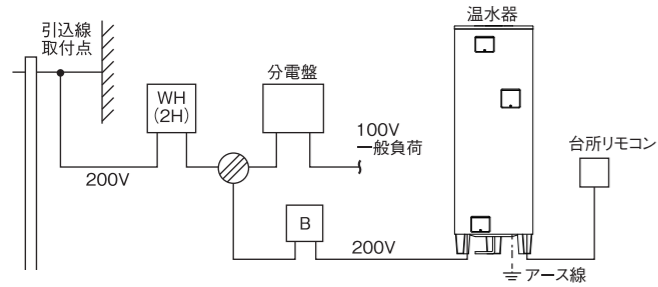 引込線
取付点
WH
(2H)
分電盤
温水器
100V
一般負荷
台所リモコン
200V
B
200V
アース線